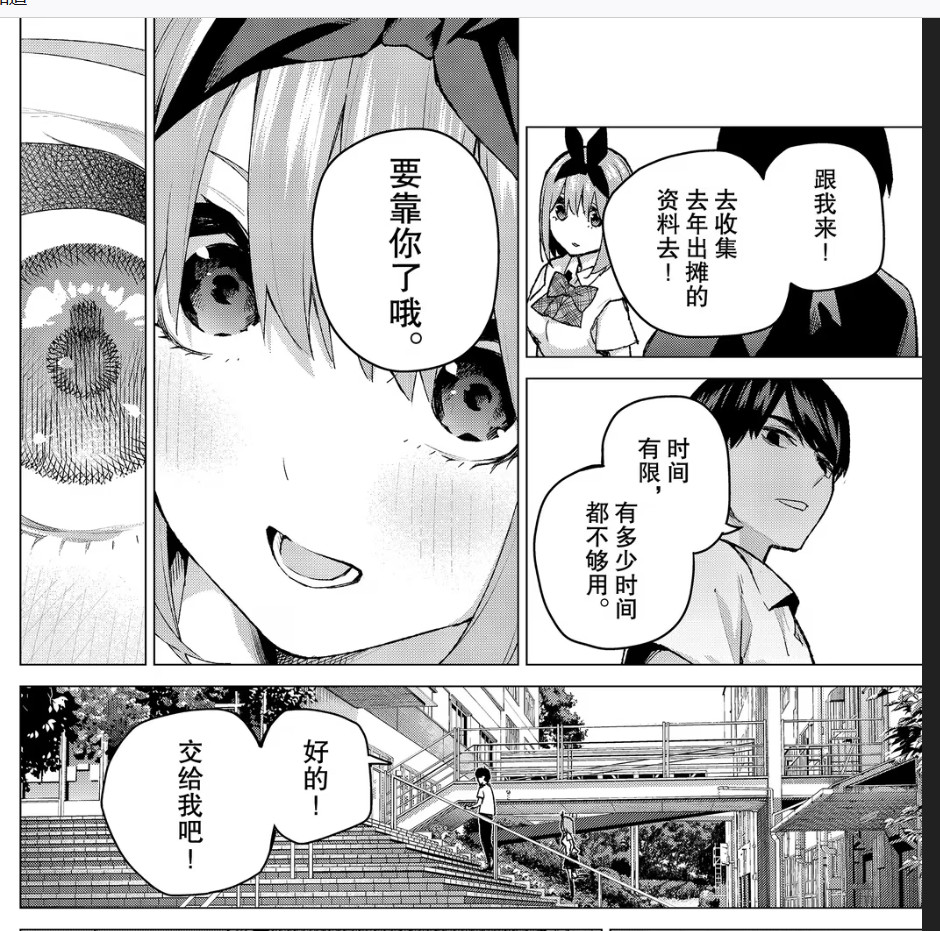 跟我来！
去收集
去年出摊的
资料去！
时间
有限，
有多少时间
都不够用。
要靠你了哦。
好的！
交给我吧！